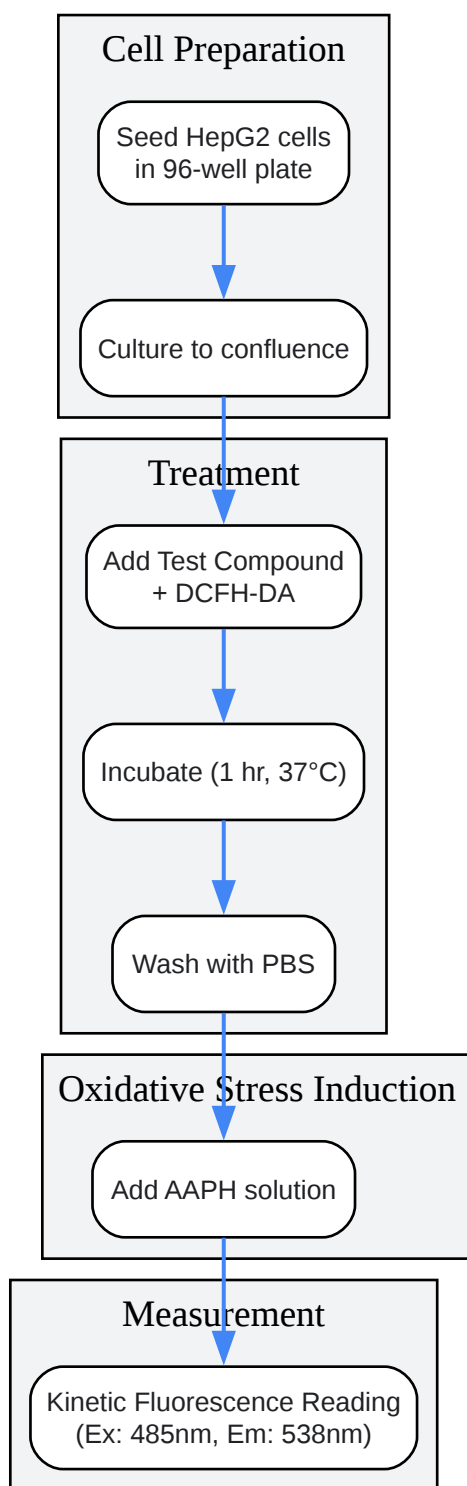 Cell Preparation
Seed HepG2 cells
in 96-well plate
Culture to confluence
Treatment
Add Test Compound
+ DCFH-DA
Incubate (1 hr, 37°C)
Wash with PBS
Oxidative Stress Induction
Add AAPH solution
Measurement
Kinetic Fluorescence Reading
(Ex: 485nm, Em: 538nm)